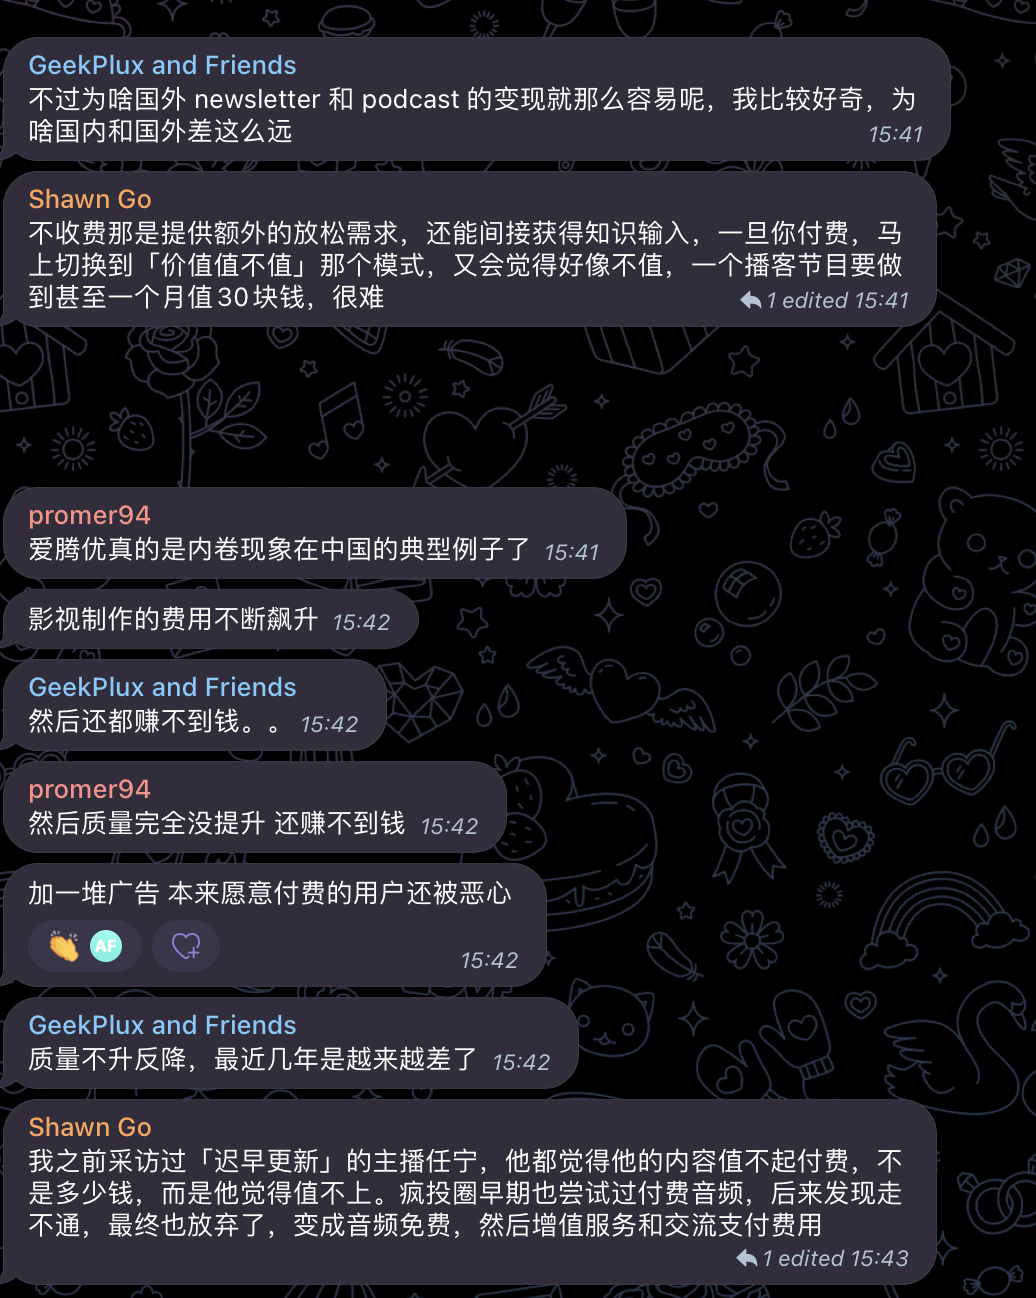 GeekPlux and Friends
不过为啥国外 newsletter 和 podcast 的变现就那么容易呢，我比较好奇，为
啥国内和国外差这么远
15:41
Shawn Go
不收费那是提供额外的放松需求，还能间接获得知识输入，一旦你付费，马
上切换到「价值值不值」那个模式，又会觉得好像不值，一个播客节目要做
到甚至一个月值30块钱，很难
1 edited 15:41
promer94
爱腾优真的是内卷现象在中国的典型例子了 15:41
影视制作的费用不断飙升 15:42
GeekPlux and Friends
然后还都赚不到钱。。 15:42
promer94
然后质量完全没提升 还赚不到钱 15:42
加一堆广告 本来愿意付费的用户还被恶心
AF
15:42
GeekPlux and Friends
质量不升反降，最近几年是越来越差了 15:42
Shawn Go
我之前采访过「迟早更新」的主播任宁，他都觉得他的内容值不起付费，不
是多少钱，而是他觉得值不上。疯投圈早期也尝试过付费音频，后来发现走
不通，最终也放弃了，变成音频免费，然后增值服务和交流支付费用
1 edited 15:43